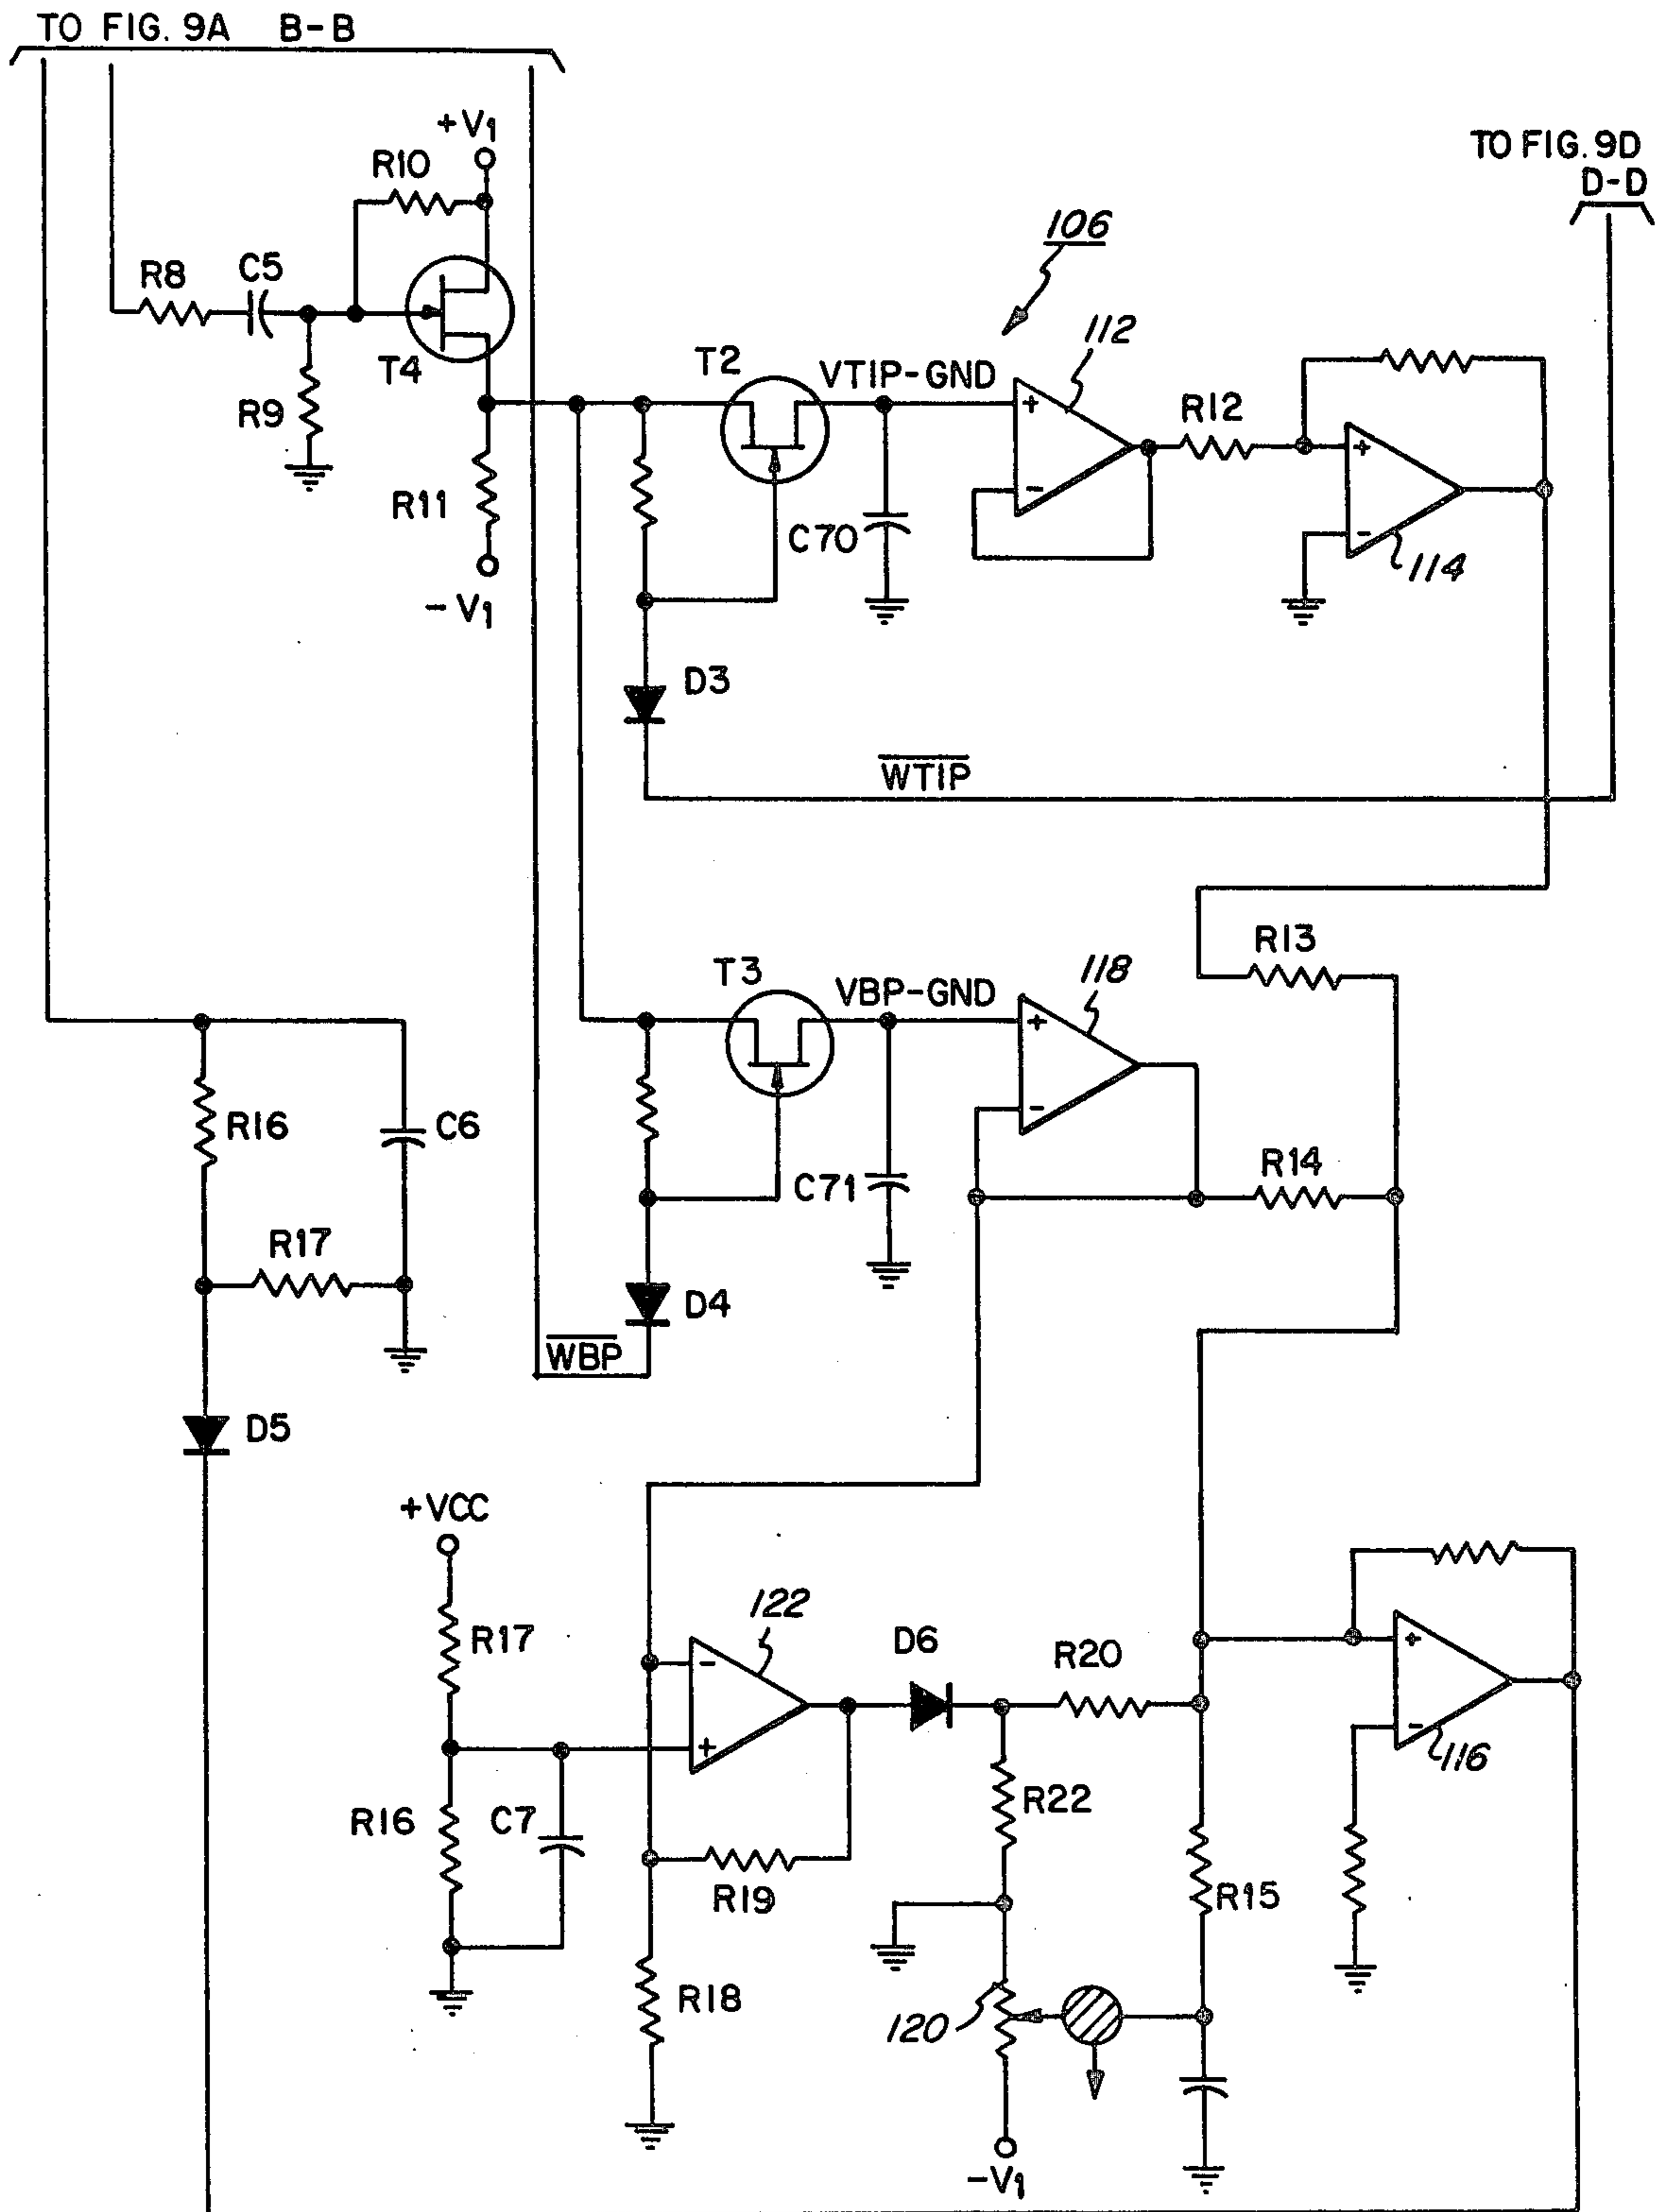 TO FIG. 9A B-B
+V1
R10
TO FIG. 9D
D-D
106
R8
C5
112
T4
T2
VTIP-GND
R12
R9
+
+
R11
-
C70
-
114
-V1
D3
WTIP
R13
T3
VBP-GND
118
+
R16
C6
-
R14
C71
R17
D4
WBP
D5
+VCC
122
R17
D6
R20
-
+
+
-
116
R22
R16
C7
R19
R15
R18
120
-V1